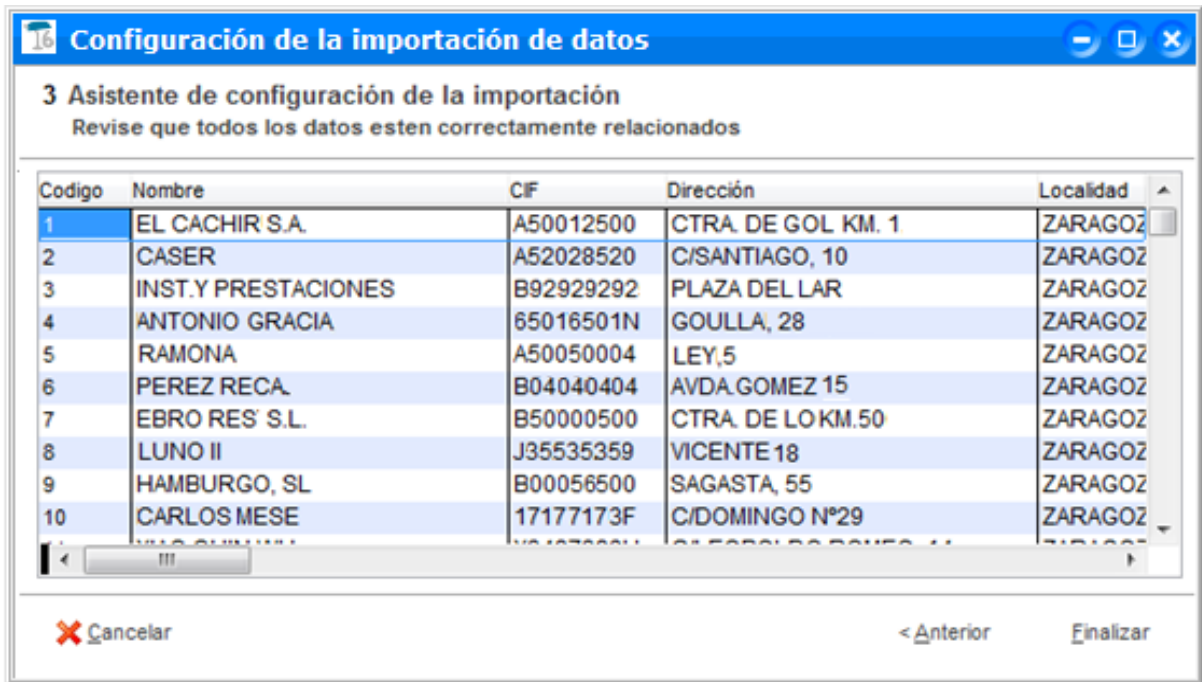 16 Configuración de la importación de datos
3 Asistente de configuración de la importación
Revise que todos los datos esten correctamente relacionados
Codigo Nombre CIF Dirección Localidad
1 EL CACHIR S.A. A50012500 CTRA. DE GOL KM. 1 ZARAGOZ
2 CASER A52028520 C/SANTIAGO, 10 ZARAGOZ
3 INST.Y PRESTACIONES B92929292 PLAZA DEL LAR ZARAGOZ
4 ANTONIO GRACIA 65016501N GOULLA, 28 ZARAGOZ
5 RAMONA A50050004 LEY,5 ZARAGOZ
6 PEREZ RECA. B04040404 AVDA.GOMEZ 15 ZARAGOZ
7 EBRO RES S.L. B50000500 CTRA. DE LO KM.50 ZARAGOZ
8 LUNO II J35535359 VICENTE 18 ZARAGOZ
9 HAMBURGO, SL B00056500 SAGASTA, 55 ZARAGOZ
10 CARLOS MESE 17177173F C/DOMINGO Nº29 ZARAGOZ
Cancelar < Anterior Finalizar